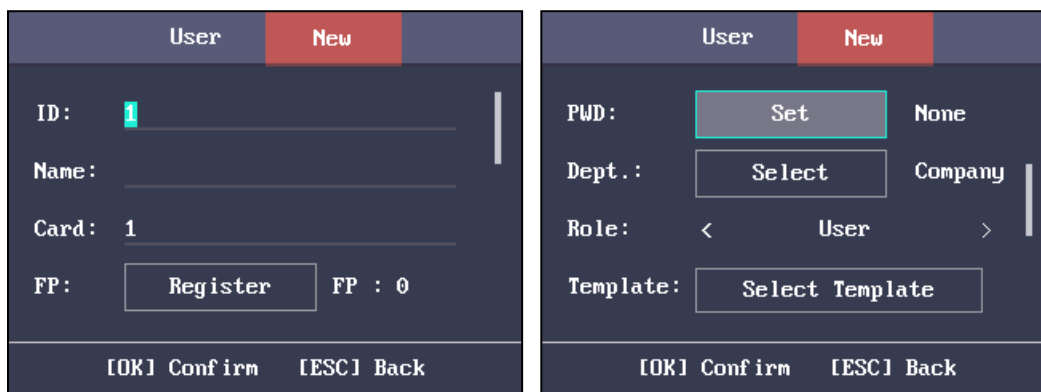 User New
ID: 1
Name:
Card: 1
FP: Register FP : 0
[OK] Confirm [ESC] Back
User New
PWD: Set None
Dept.: Select Company
Role: < User >
Template: Select Template
[OK] Confirm [ESC] Back